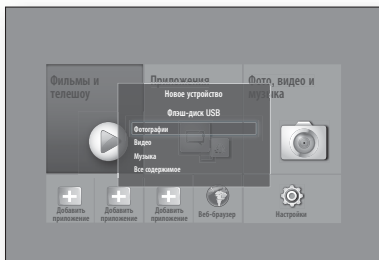 Фильмы и
телешоу
Приложения
Фото, видео и
музыка
Новое устройство
Флэш-диск USB
Фотографии
Видео
Музыка
Все содержимое
Добавить
приложение
Добавить
приложение
Добавить
приложение
Веб-браузер
Настройки